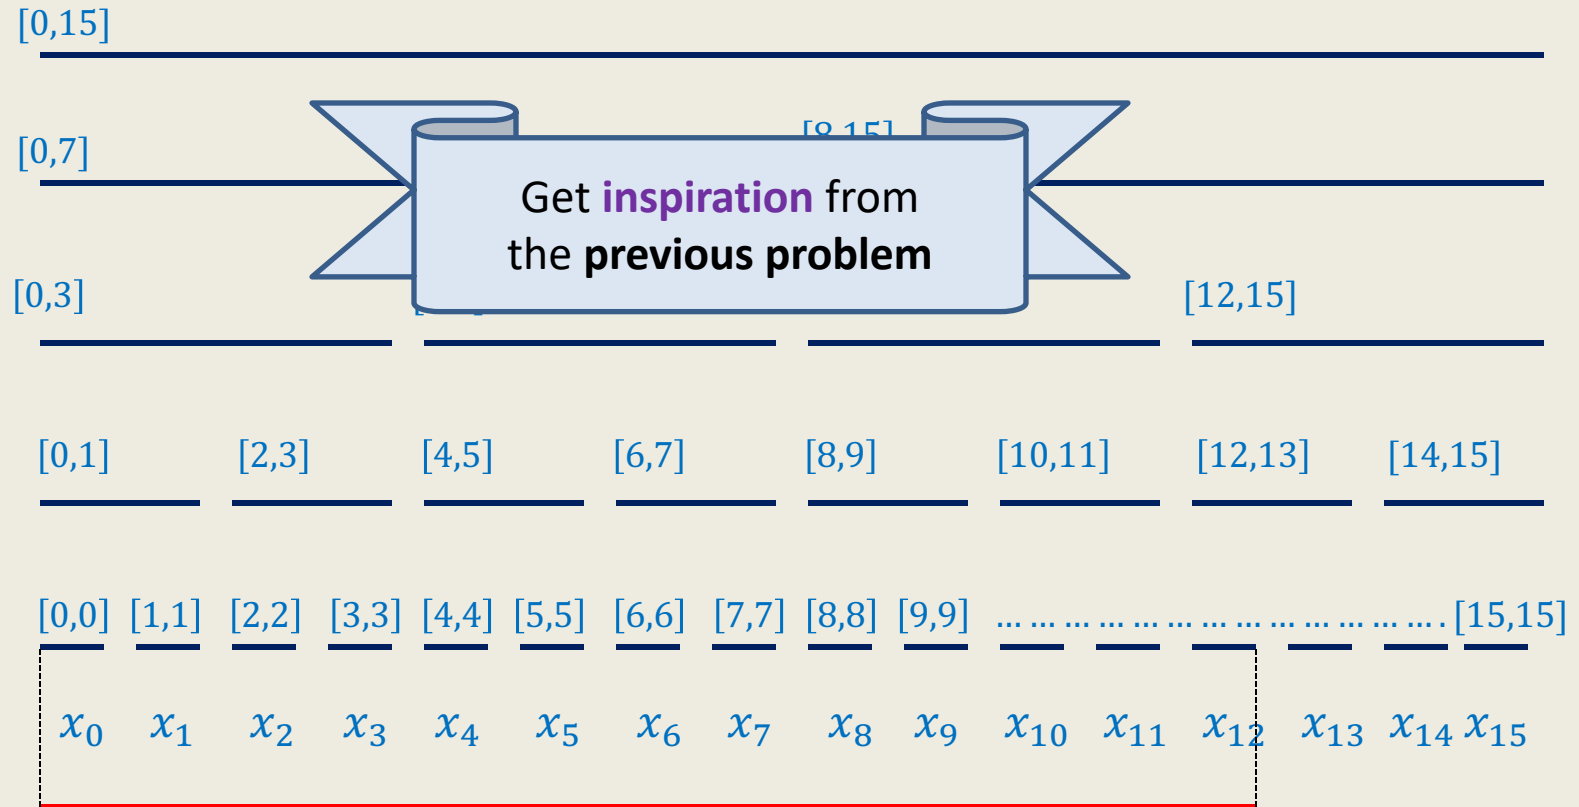 [0,15]
[0,7] [8,15]
Get inspiration from
the previous problem
[0,3] [12,15]
[0,1] [2,3] [4,5] [6,7] [8,9] [10,11] [12,13] [14,15]
[0,0] [1,1] [2,2] [3,3] [4,4] [5,5] [6,6] [7,7] [8,8] [9,9] … … … … … … … … … … … … … . [15,15]
x₀ x₁ x₂ x₃ x₄ x₅ x₆ x₇ x₈ x₉ x₁₀ x₁₁ x₁₂ x₁₃ x₁₄ x₁₅